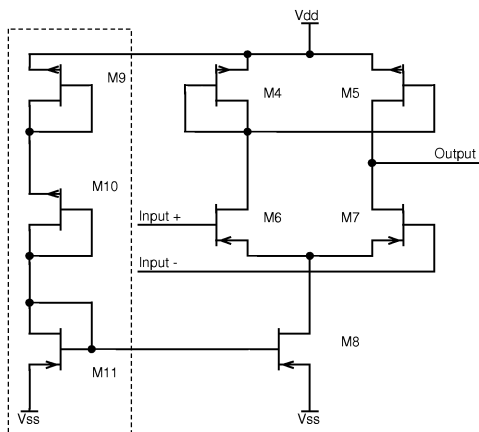 Vdd
M9
M4
M5
Output
M10
Input +
M6
M7
Input -
M8
M11
Vss
Vss